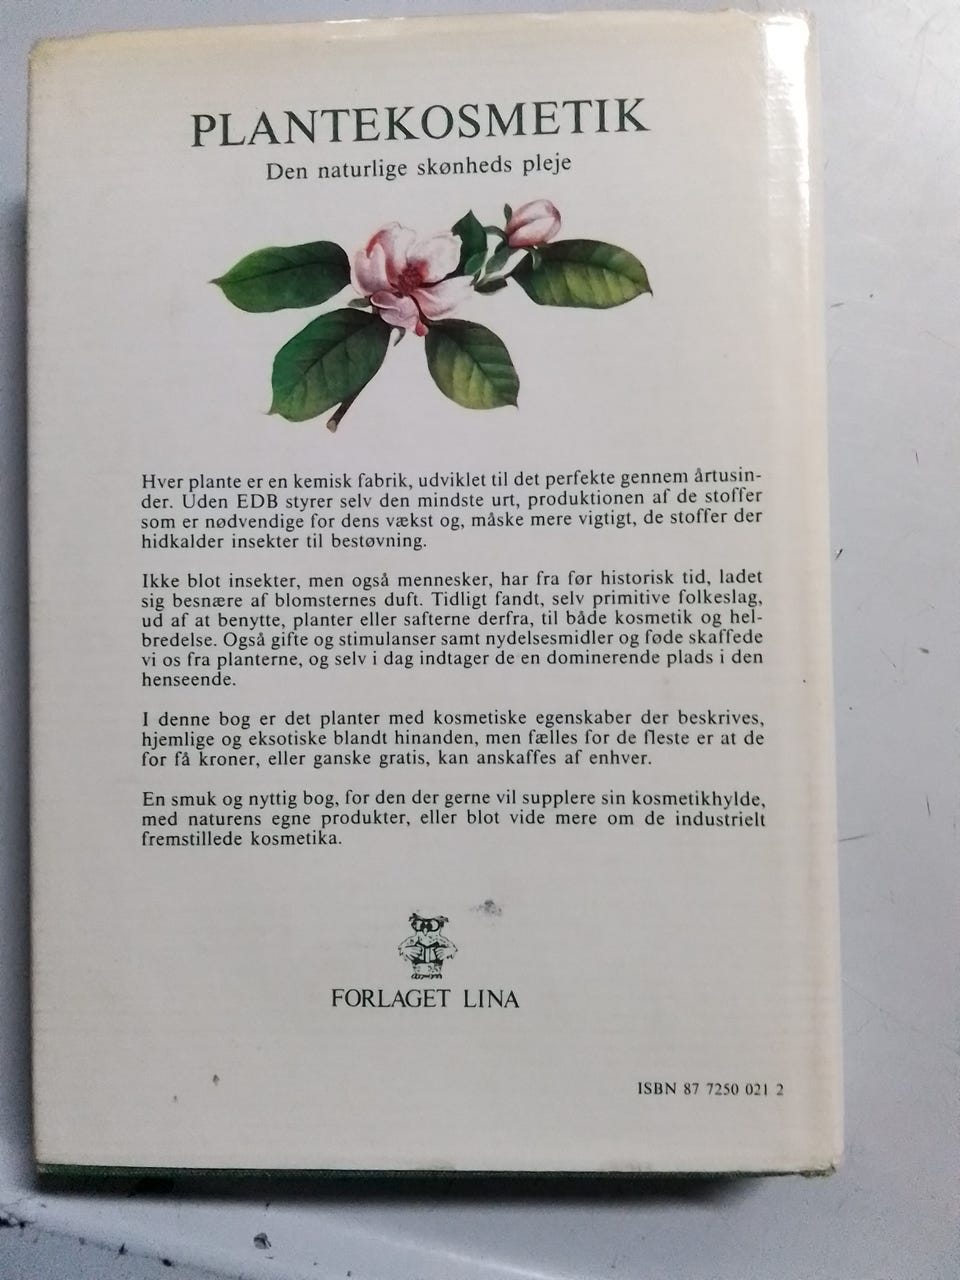 PLANTEKOSMETIK
Den naturlige skønheds pleje
Hver plante er en kemisk fabrik, udviklet til det perfekte gennem årtusin-
der. Uden EDB styrer selv den mindste urt, produktionen af de stoffer
som er nødvendige for dens vækst og, måske mere vigtigt, de stoffer der
hidkalder insekter til bestøvning.
Ikke blot insekter, men også mennesker, har fra før historisk tid, ladet
sig besnære af blomsternes duft. Tidligt fandt, selv primitive folkeslag,
ud af at benytte, planter eller safterne derfra, til både kosmetik og hel-
bredelse. Også gifte og stimulanser samt nydelsesmidler og føde skaffede
vi os fra planterne, og selv i dag indtager de en dominerende plads i den
henseende.
I denne bog er det planter med kosmetiske egenskaber der beskrives,
hjemlige og eksotiske blandt hinanden, men fælles for de fleste er at de
for få kroner, eller ganske gratis, kan anskaffes af enhver.
En smuk og nyttig bog, for den der gerne vil supplere sin kosmetikhylde,
med naturens egne produkter, eller blot vide mere om de industrielt
fremstillede kosmetika.
FORLAGET LINA
ISBN 87 7250 021 2